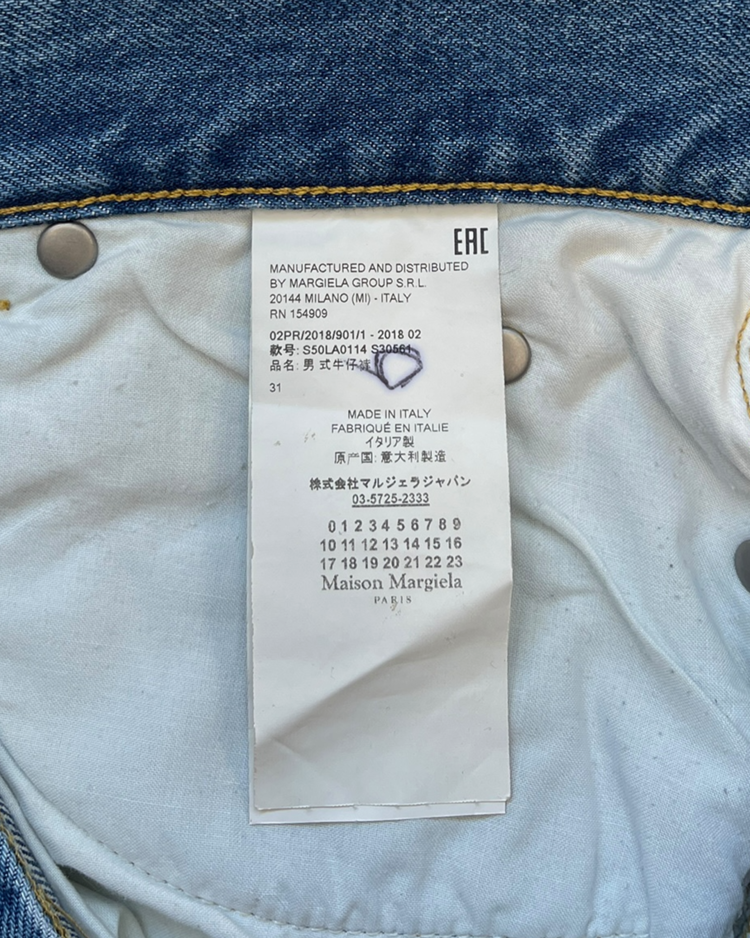 EAC
MANUFACTURED AND DISTRIBUTED
BY MARGIELA GROUP S.R.L.
20144 MILANO (MI) - ITALY
RN 154909
02PR/2018/901/1 - 2018 02
款号: S50LA0114 S30561
品名: 男 式牛仔裤
31
MADE IN ITALY
FABRIQUÉ EN ITALIE
イタリア製
原产国: 意大利製造
株式会社マルジェラジャパン
03-5725-2333
0 1 2 3 4 5 6 7 8 9
10 11 12 13 14 15 16
17 18 19 20 21 22 23
Maison Margiela
PARIS